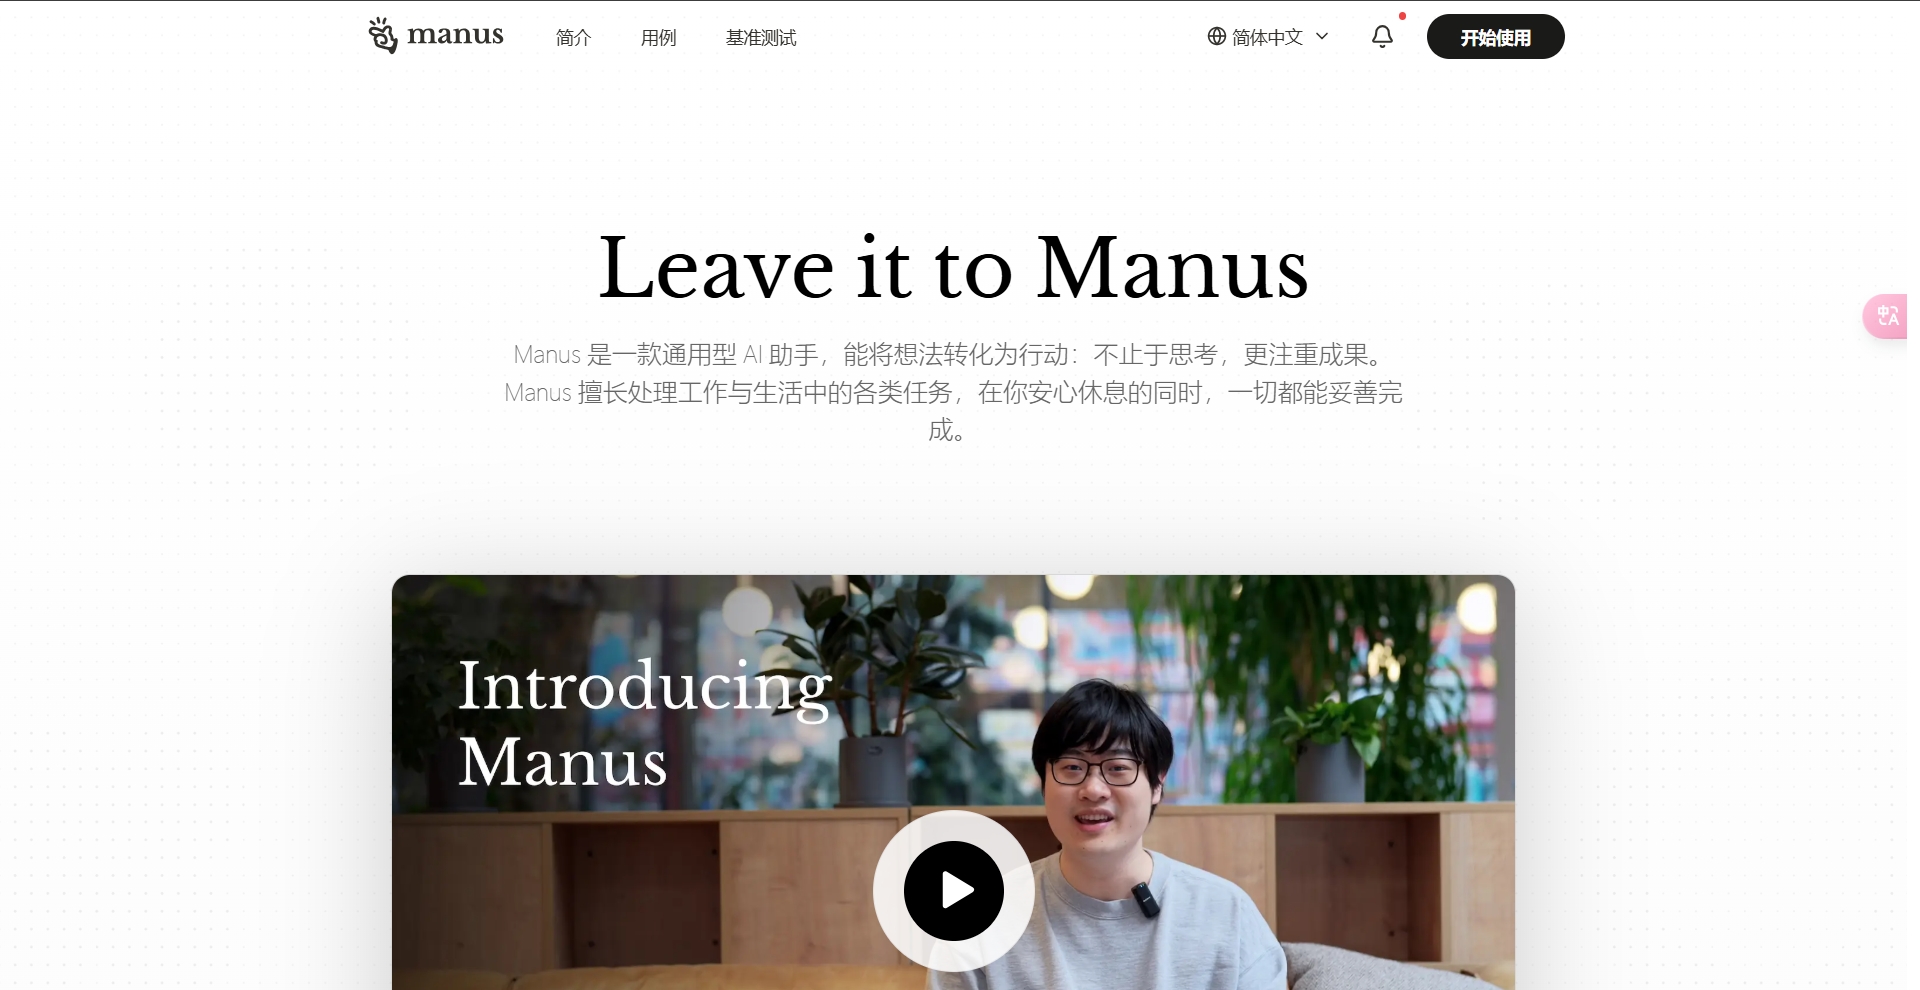 manus
简介
用例
基准测试
简体中文
开始使用
Leave it to Manus
Manus 是一款通用型 AI 助手，能将想法转化为行动：不止于思考，更注重成果。
Manus 擅长处理工作与生活中的各类任务，在你安心休息的同时，一切都能妥善完
成。
中A
Introducing
Manus